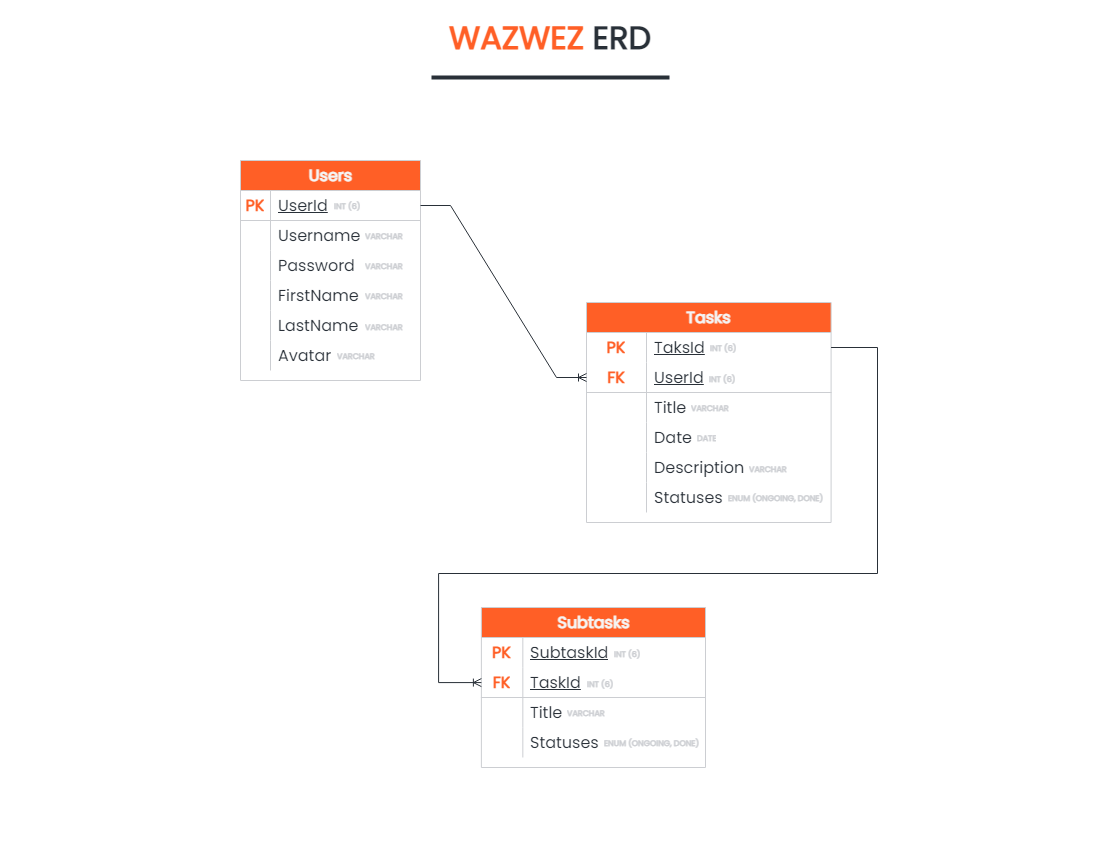 WAZWEZ ERD
Users
PK UserId INT (6)
Username VARCHAR
Password VARCHAR
FirstName VARCHAR
LastName VARCHAR
Avatar VARCHAR
Tasks
PK TaksId INT (6)
FK UserId INT (6)
Title VARCHAR
Date DATE
Description VARCHAR
Statuses ENUM (ONGOING, DONE)
Subtasks
PK SubtaskId INT (6)
FK TaskId INT (6)
Title VARCHAR
Statuses ENUM (ONGOING, DONE)